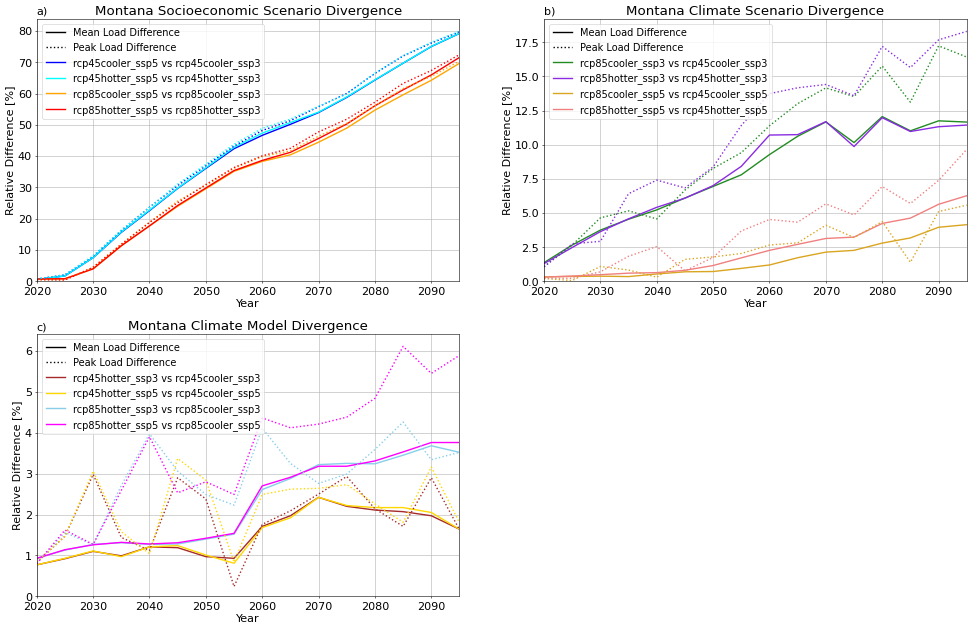 a) Montana Socioeconomic Scenario Divergence
Mean Load Difference
Peak Load Difference
rcp45cooler_ssp5 vs rcp45cooler_ssp3
rcp45hotter_ssp5 vs rcp45hotter_ssp3
rcp85cooler_ssp5 vs rcp85cooler_ssp3
rcp85hotter_ssp5 vs rcp85hotter_ssp3
Relative Difference [%]
80
70
60
50
40
30
20
10
0
2020 2030 2040 2050 2060 2070 2080 2090
Year
b) Montana Climate Scenario Divergence
Mean Load Difference
Peak Load Difference
rcp85cooler_ssp3 vs rcp45cooler_ssp3
rcp85hotter_ssp3 vs rcp45hotter_ssp3
rcp85cooler_ssp5 vs rcp45cooler_ssp5
rcp85hotter_ssp5 vs rcp45hotter_ssp5
Relative Difference [%]
17.5
15.0
12.5
10.0
7.5
5.0
2.5
0.0
2020 2030 2040 2050 2060 2070 2080 2090
Year
c) Montana Climate Model Divergence
Mean Load Difference
Peak Load Difference
rcp45hotter_ssp3 vs rcp45cooler_ssp3
rcp45hotter_ssp5 vs rcp45cooler_ssp5
rcp85hotter_ssp3 vs rcp85cooler_ssp3
rcp85hotter_ssp5 vs rcp85cooler_ssp5
Relative Difference [%]
6
5
4
3
2
1
0
2020 2030 2040 2050 2060 2070 2080 2090
Year